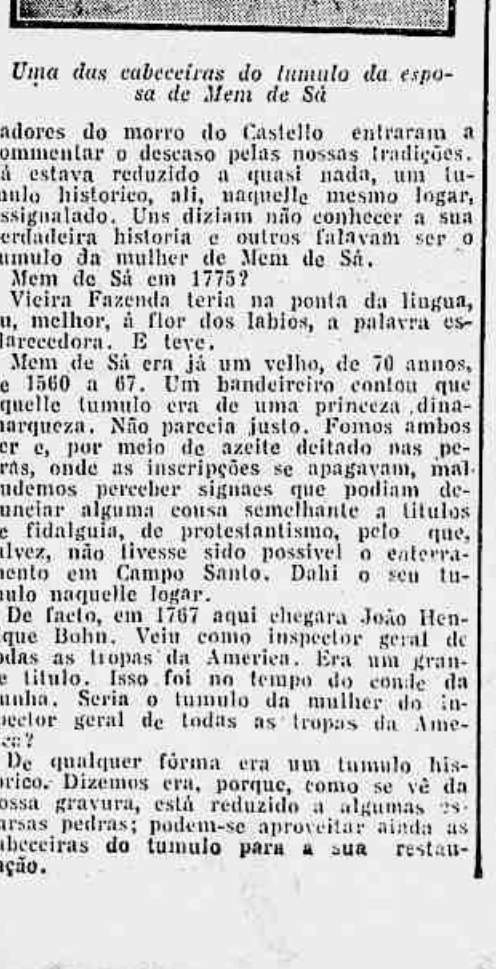 Uma das cabeceiras do tumulo da espo-
sa de Mem de Sá
adores do morro do Castello entraram a
ommentar o descaso pelas nossas tradições.
á estava reduzido a quasi nada, um tu-
mulo historico, ali, naquelle mesmo logar,
ssignalado. Uns diziam não conhecer a sua
erdadeira historia e outros falavam ser o
umulo da mulher de Mem de Sá.
Mem de Sá em 1775?
Vieira Fazenda teria na ponta da lingua,
u, melhor, á flor dos labios, a palavra es-
larecedora. E teve.
Mem de Sá era já um velho, de 70 annos,
e 1560 a 67. Um bandeireiro contou que
quelle tumulo era de uma princeza dina-
marqueza. Não parecia justo. Fomos ambos
er e, por meio de azeite deitado nas pe-
ras, onde as inscripções se apagavam, mal
udemos perceber signaes que podiam de-
unciar alguma cousa semelhante a titulos
e fidalguia, de protestantismo, pelo que,
alvez, não tivesse sido possivel o enterra-
mento em Campo Santo. Dahi o seu tu-
mulo naquelle logar.
De facto, em 1767 aqui chegara João Hen-
ique Bohn. Veiu como inspector geral de
odas as tropas da America. Era um gran-
e titulo. Isso foi no tempo do conde da
unha. Seria o tumulo da mulher do in-
pector geral de todas as tropas da Ame-
ca?
De qualquer fórma era um tumulo his-
orico. Dizemos era, porque, como se vê da
ossa gravura, está reduzido a algumas es-
arsas pedras; podem-se aproveitar ainda as
abeceiras do tumulo para a sua restau-
ação.